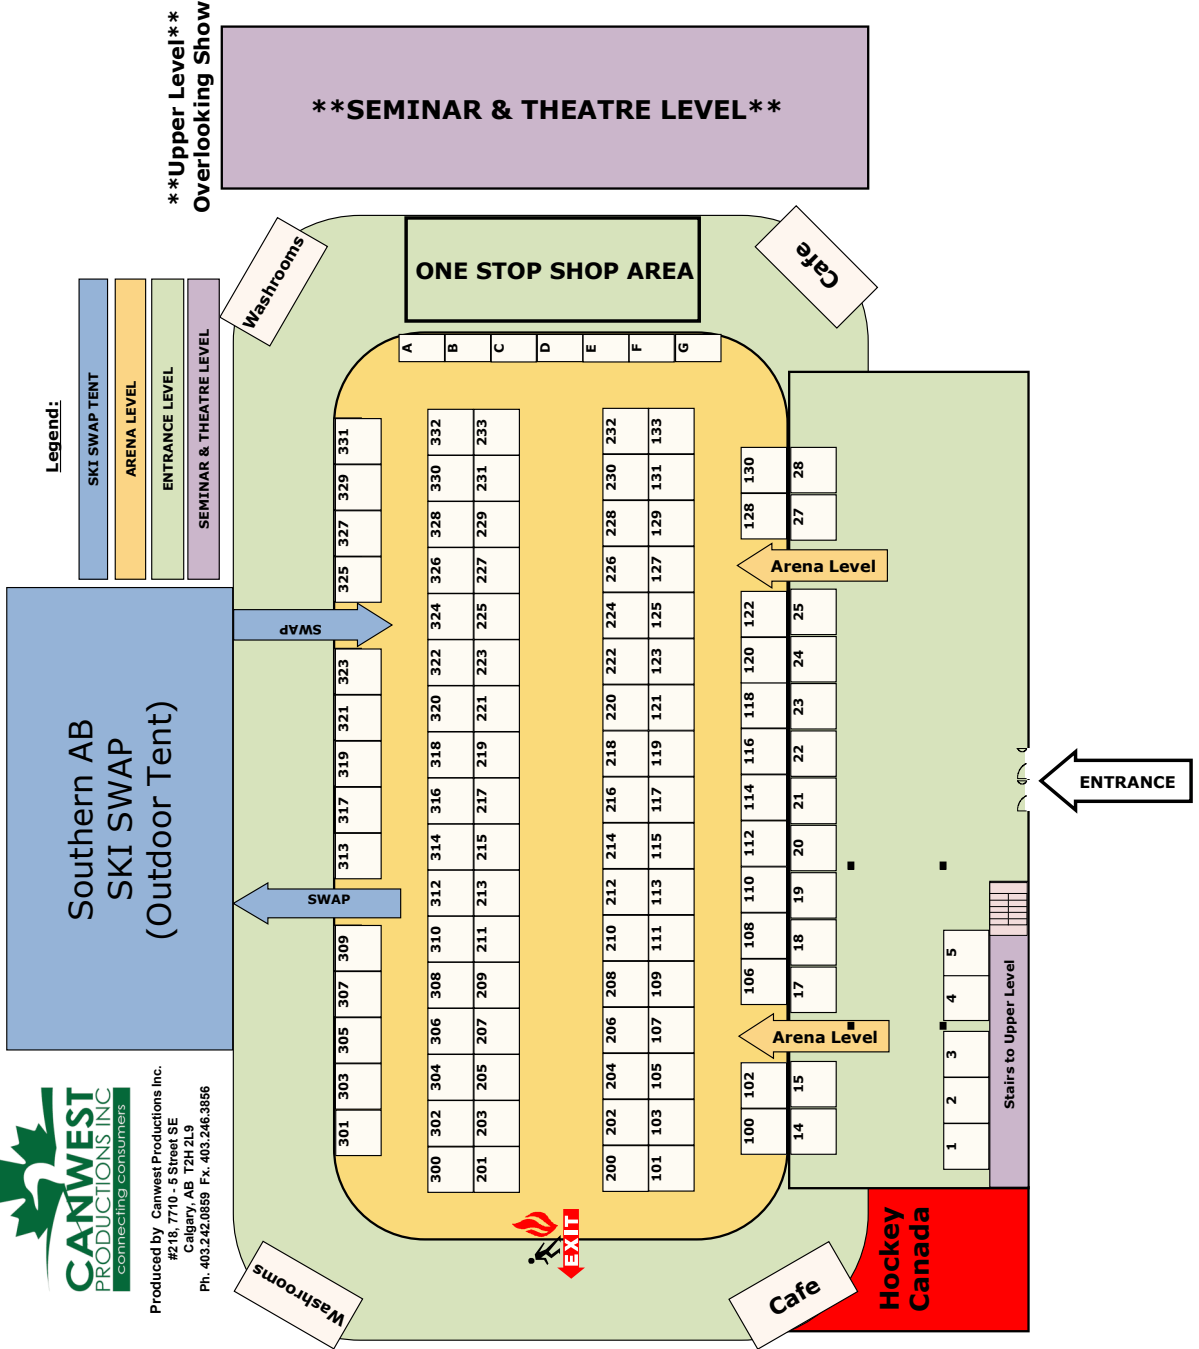 **Upper Level**
Overlooking Show
**SEMINAR & THEATRE LEVEL**
Washrooms
ONE STOP SHOP AREA
Cafe
Legend:
SKI SWAP TENT
ARENA LEVEL
ENTRANCE LEVEL
SEMINAR & THEATRE LEVEL
A
B
C
D
E
F
G
331
329
327
325
323
321
319
317
313
309
307
305
303
301
332
330
328
326
324
322
320
318
316
314
312
310
308
306
304
302
300
233
231
229
227
225
223
221
219
217
215
213
211
209
207
205
203
201
232
230
228
226
224
222
220
218
216
214
212
210
208
206
204
202
200
133
131
129
127
125
123
121
119
117
115
113
111
109
107
105
103
101
130
128
122
120
118
116
114
112
110
108
106
102
100
28
27
25
24
23
22
21
20
19
18
17
15
14
Arena Level
Arena Level
SWAP
SWAP
Southern AB
SKI SWAP
(Outdoor Tent)
ENTRANCE
5
4
3
2
1
Stairs to Upper Level
CANWEST
PRODUCTIONS INC
connecting consumers
Produced by Canwest Productions Inc.
#218, 7710 - 5 Street SE
Calgary, AB T2H 2L9
Ph. 403.242.0859 Fx. 403.246.3856
EXIT
Washrooms
Cafe
Hockey
Canada